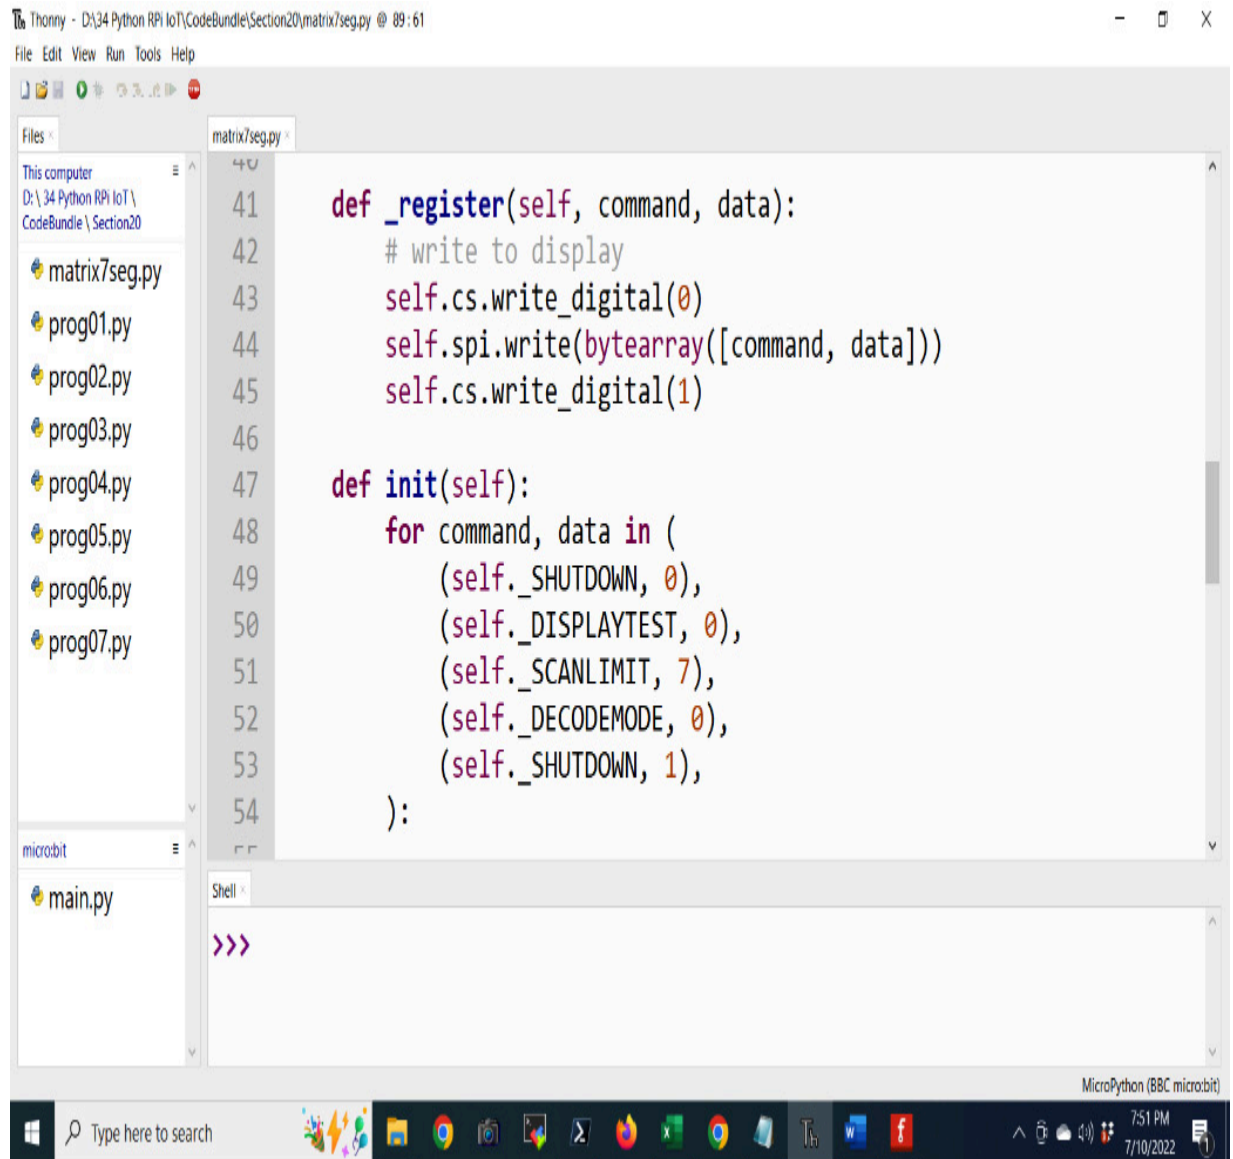 Thonny - D:\34 Python RPi IoT\CodeBundle\Section20\matrix7seg.py @ 89 : 61
File Edit View Run Tools Help
Files
This computer
D: \ 34 Python RPi IoT \
CodeBundle \ Section20
matrix7seg.py
prog01.py
prog02.py
prog03.py
prog04.py
prog05.py
prog06.py
prog07.py
micro:bit
main.py
matrix7seg.py
40
41 def _register(self, command, data):
42 # write to display
43 self.cs.write_digital(0)
44 self.spi.write(bytearray([command, data]))
45 self.cs.write_digital(1)
46
47 def init(self):
48 for command, data in (
49 (self._SHUTDOWN, 0),
50 (self._DISPLAYTEST, 0),
51 (self._SCANLIMIT, 7),
52 (self._DECODEMODE, 0),
53 (self._SHUTDOWN, 1),
54 ):
Shell
>>>
MicroPython (BBC micro:bit)
Type here to search
7:51 PM
7/10/2022